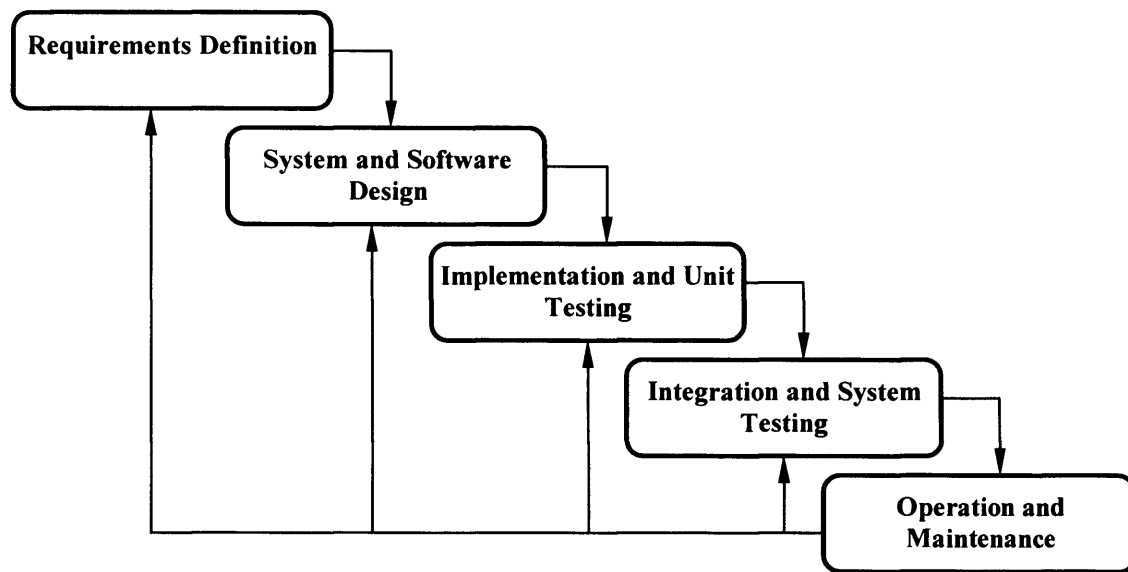 Requirements Definition
System and Software
Design
Implementation and Unit
Testing
Integration and System
Testing
Operation and
Maintenance